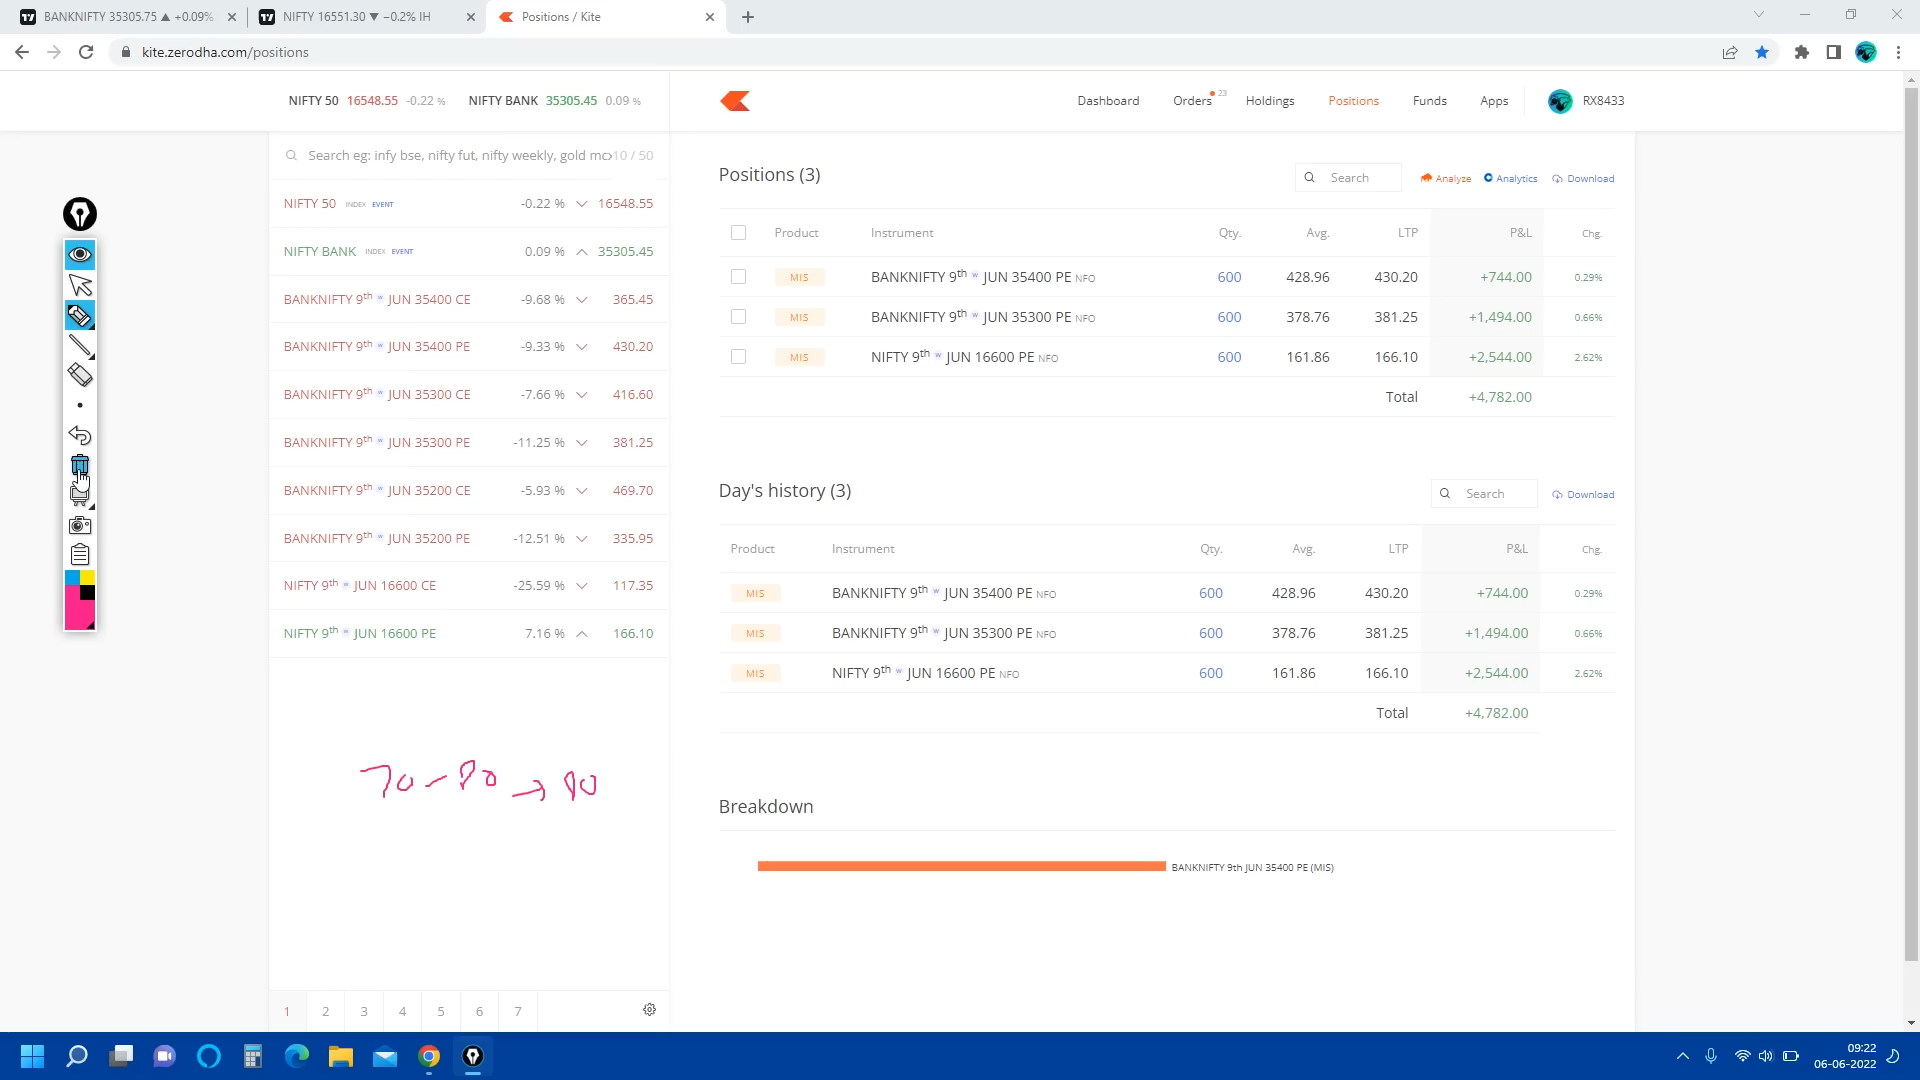 BANKNIFTY 35305.75 ▲ +0.09%
NIFTY 16551.30 ▼ −0.2% IH
Positions / Kite
kite.zerodha.com/positions
NIFTY 50 16548.55 -0.22 % NIFTY BANK 35305.45 0.09 %
Dashboard Orders 23 Holdings Positions Funds Apps RX8433
Search eg: infy bse, nifty fut, nifty weekly, gold mcx 10 / 50
NIFTY 50 INDEX EVENT -0.22 % 16548.55
NIFTY BANK INDEX EVENT 0.09 % 35305.45
BANKNIFTY 9th w JUN 35400 CE -9.68 % 365.45
BANKNIFTY 9th w JUN 35400 PE -9.33 % 430.20
BANKNIFTY 9th w JUN 35300 CE -7.66 % 416.60
BANKNIFTY 9th w JUN 35300 PE -11.25 % 381.25
BANKNIFTY 9th w JUN 35200 CE -5.93 % 469.70
BANKNIFTY 9th w JUN 35200 PE -12.51 % 335.95
NIFTY 9th w JUN 16600 CE -25.59 % 117.35
NIFTY 9th w JUN 16600 PE 7.16 % 166.10
70 - 80 → 80
1 2 3 4 5 6 7
Positions (3)
Search Analyze Analytics Download
Product Instrument Qty. Avg. LTP P&L Chg.
MIS BANKNIFTY 9th w JUN 35400 PE NFO 600 428.96 430.20 +744.00 0.29%
MIS BANKNIFTY 9th w JUN 35300 PE NFO 600 378.76 381.25 +1,494.00 0.66%
MIS NIFTY 9th w JUN 16600 PE NFO 600 161.86 166.10 +2,544.00 2.62%
Total +4,782.00
Day's history (3)
Search Download
Product Instrument Qty. Avg. LTP P&L Chg.
MIS BANKNIFTY 9th w JUN 35400 PE NFO 600 428.96 430.20 +744.00 0.29%
MIS BANKNIFTY 9th w JUN 35300 PE NFO 600 378.76 381.25 +1,494.00 0.66%
MIS NIFTY 9th w JUN 16600 PE NFO 600 161.86 166.10 +2,544.00 2.62%
Total +4,782.00
Breakdown
BANKNIFTY 9th JUN 35400 PE (MIS)
09:22
06-06-2022